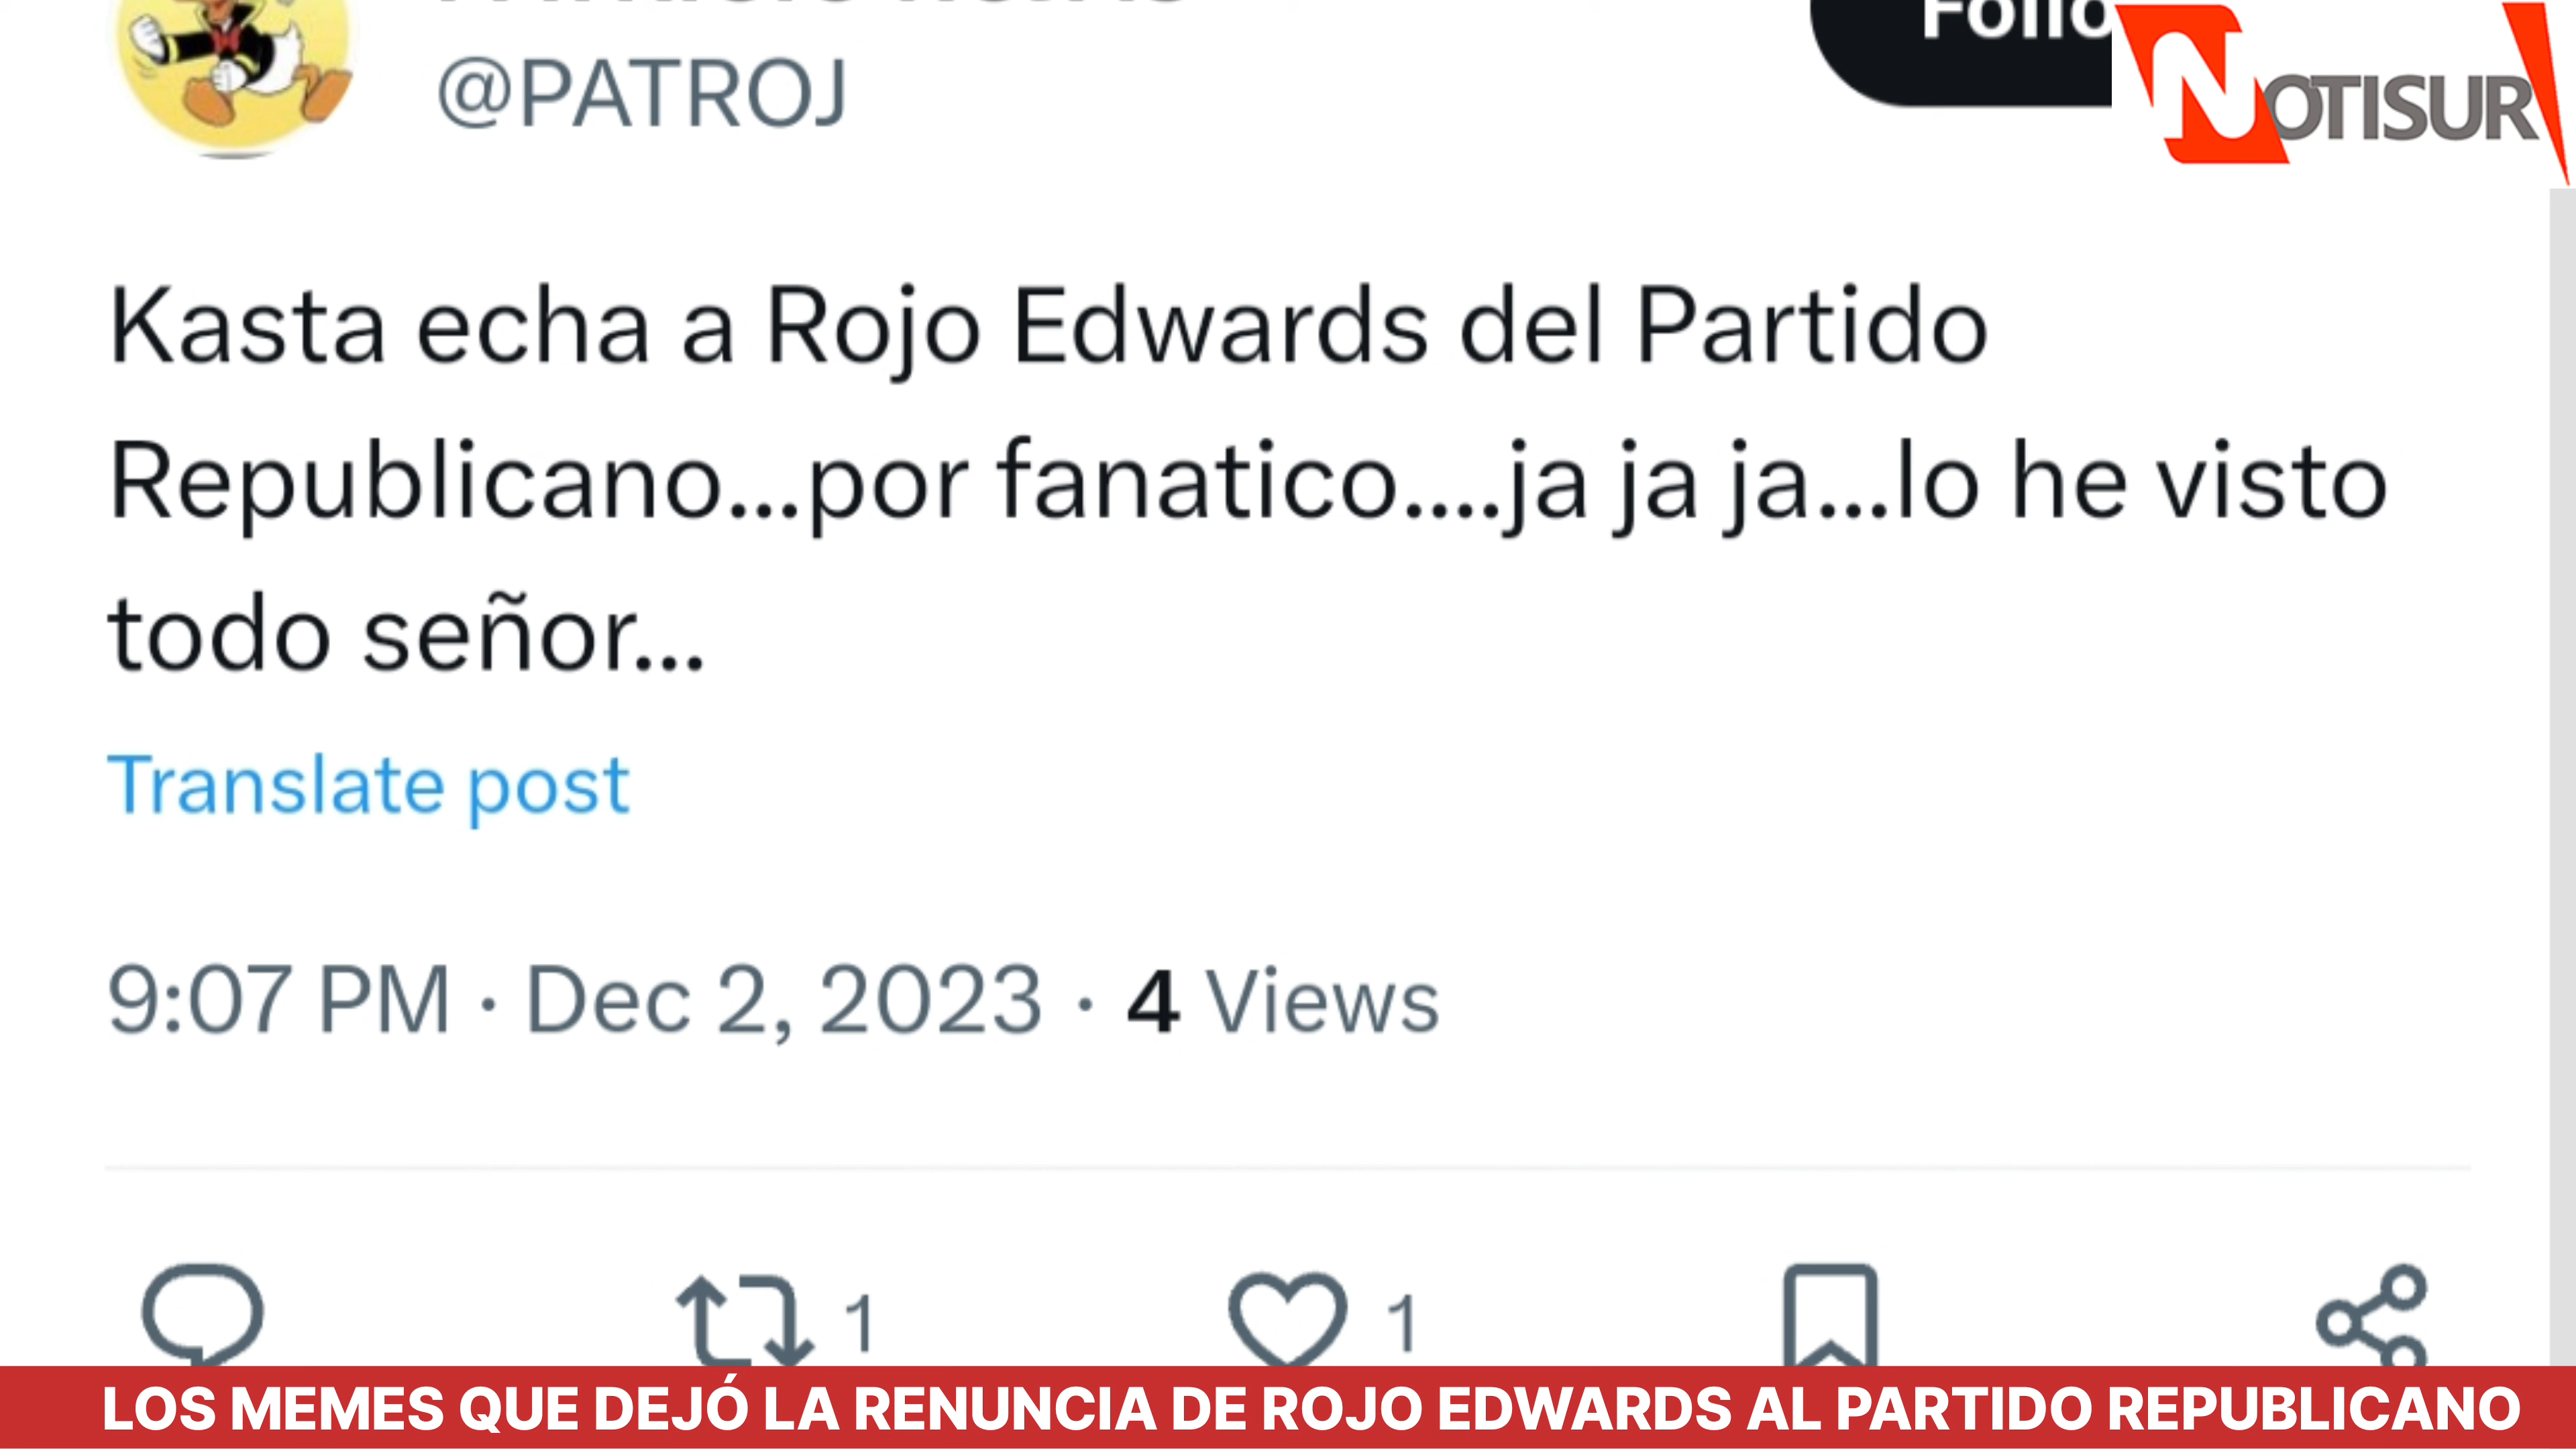 Follo
NOTISUR
@PATROJ
Kasta echa a Rojo Edwards del Partido
Republicano...por fanatico....ja ja ja...lo he visto
todo señor...
Translate post
9:07 PM · Dec 2, 2023 · 4 Views
1
1
LOS MEMES QUE DEJÓ LA RENUNCIA DE ROJO EDWARDS AL PARTIDO REPUBLICANO